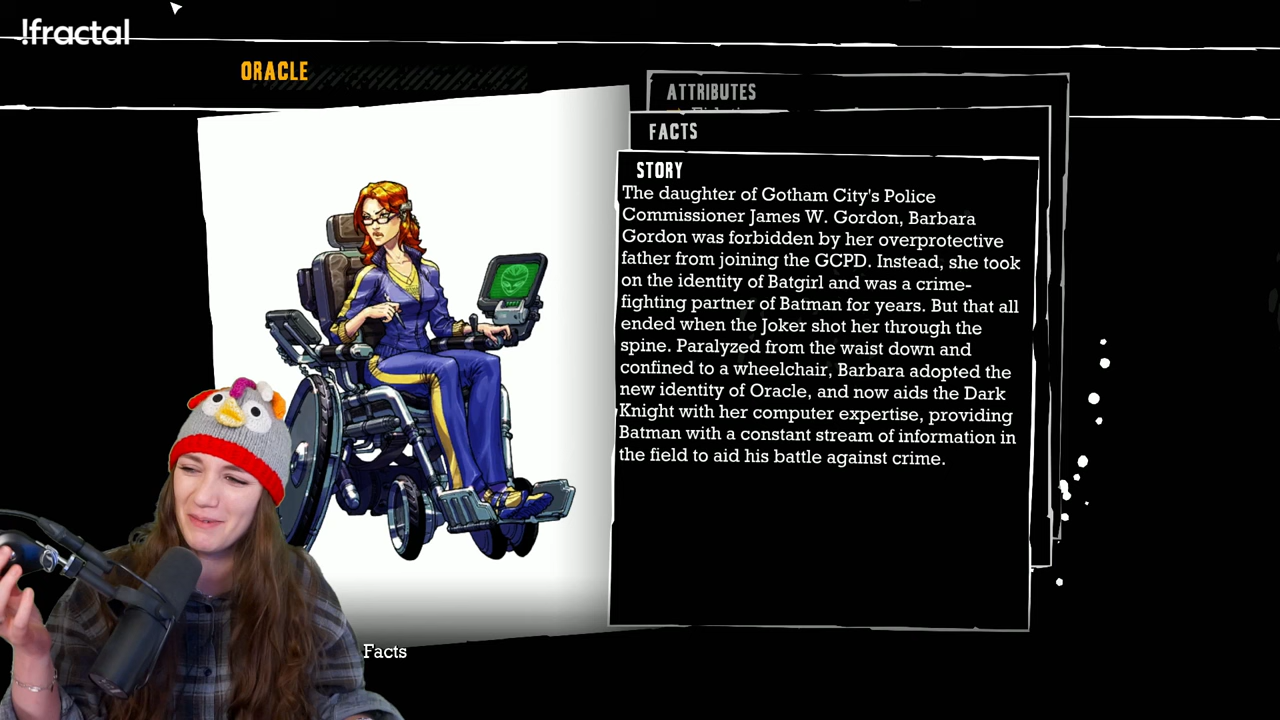 !fractal
ORACLE
ATTRIBUTES
FACTS
STORY
The daughter of Gotham City's Police
Commissioner James W. Gordon, Barbara
Gordon was forbidden by her overprotective
father from joining the GCPD. Instead, she took
on the identity of Batgirl and was a crime-
fighting partner of Batman for years. But that all
ended when the Joker shot her through the
spine. Paralyzed from the waist down and
confined to a wheelchair, Barbara adopted the
new identity of Oracle, and now aids the Dark
Knight with her computer expertise, providing
Batman with a constant stream of information in
the field to aid his battle against crime.
Facts